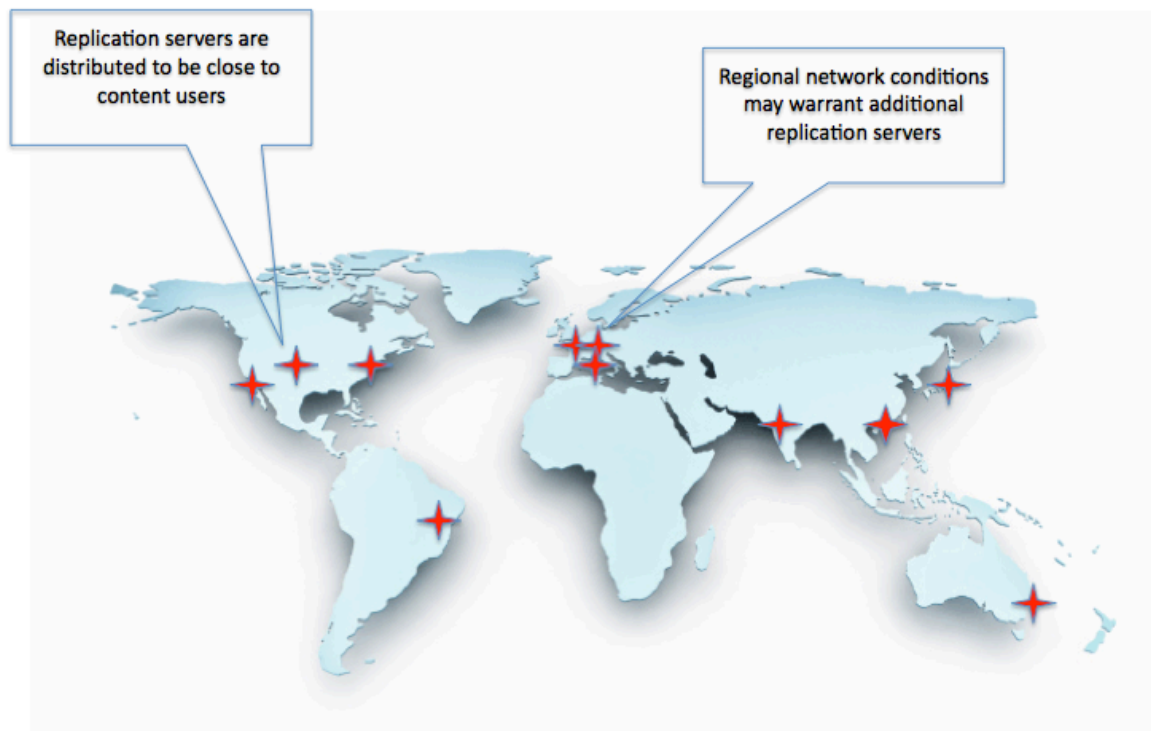 Replication servers are
distributed to be close to
content users
Regional network conditions
may warrant additional
replication servers